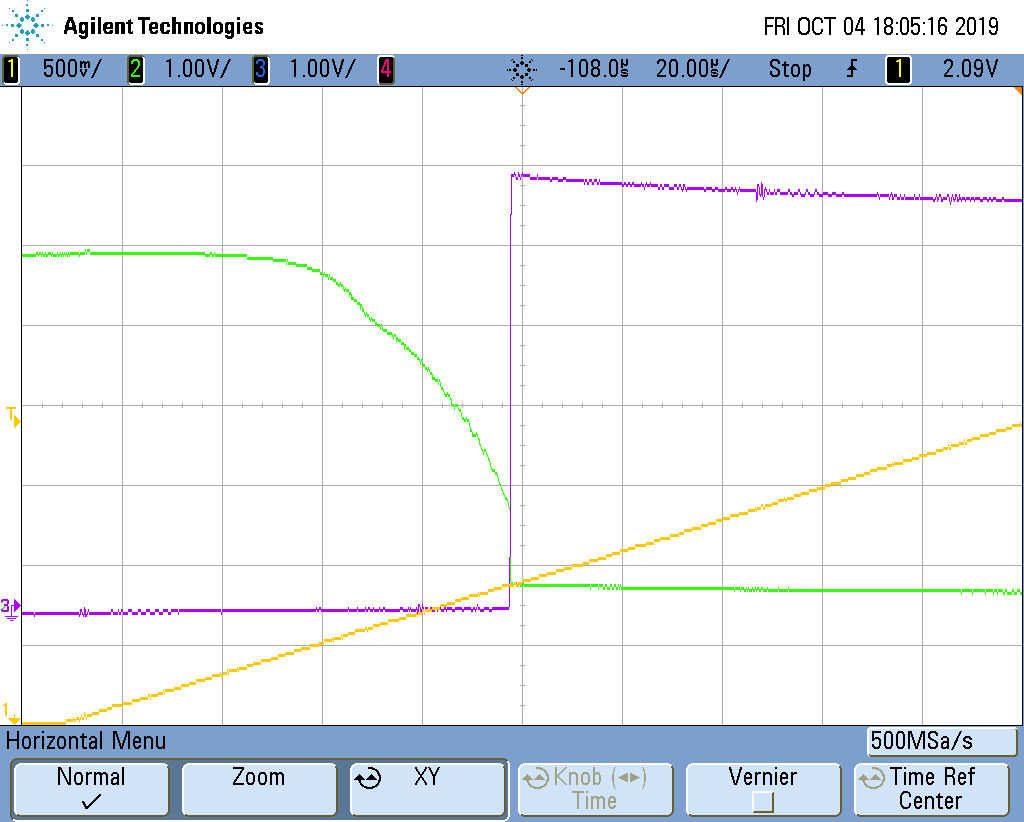 Agilent Technologies
FRI OCT 04 18:05:16 2019
1 500mV/ 2 1.00V/ 3 1.00V/ 4 -108.0µs 20.00µs/ Stop 1 2.09V
T
3
1
Horizontal Menu
500MSa/s
Normal
Zoom
XY
Knob (◄►)
Time
Vernier
Time Ref
Center